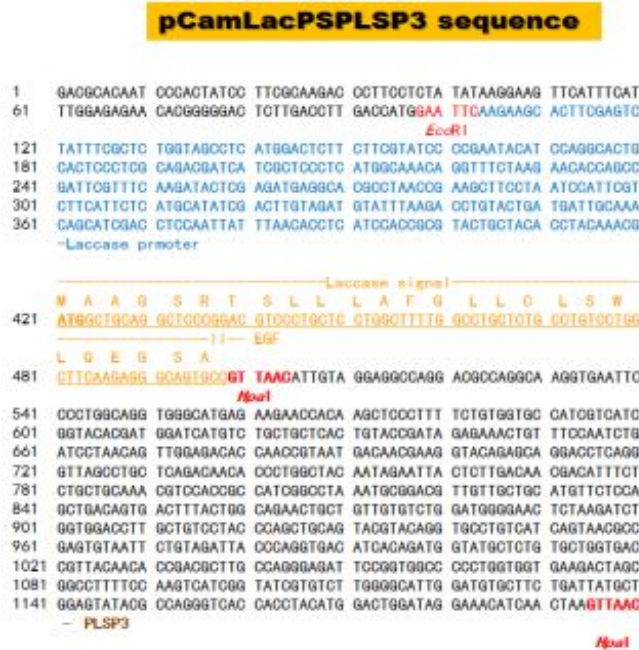 pCamLacPSPLSP3 sequence
1 GACGCACAAT CCCACTATCC TTCGCAAGAC CCTTCCTCTA TATAAGGAAG TTCATTTCAT
61 TTGGAGAGAA CACGGGGGAC TCTTGACCTT GACCATGGAA TTCAAGAAGC ACTTCGAGTC
EcoRI
121 TATTTCGCTC TGGTAGCCTC ATGGACTCTT CTTCGTATCC CCGAATACAT CCAGGCACTG
181 CACTCCCTCG CAGACGATCA TCGCTCCCTC ATGGCAAACA GGTTTCTAAG AACACCAGCC
241 GATTCGTTTC AAGATACTCG AGATGAGGCA CGCCTAACCG AAGCTTCCTA ATCCATTCGT
301 CTTCATTCTC ATGCATATCG ACTTGTAGAT GTATTTAAGA CCTGTACTGA TGATTGCAAA
361 CAGCATCGAC CTCCAATTAT TTAACACCTC ATCCACCGCG TACTGCTACA CCTACAAACG
-Laccase prmoter
Laccase signal
M A A G S R T S L L L A F G L L C L S W
421 ATGGCTGCAG GGCTCCCGGAC GTCCCTGCTC CTGGCTTTTG GCCTGCTCTG CCTGTCCTGG
EGF
L Q E G S A
481 CTTCAAGAGG GCAGTGCCGT TAACATTGTA GGAGGCCAGG ACGCCAGGCA AGGTGAATTC
HpaI
541 CCCTGGCAGG TGGGCATGAG AAGAACCACA AGCTCCCTTT TCTGTGGTGC CATCGTCATC
601 GGTACACGAT GGATCATGTC TGCTGCTCAC TGTACCGATA GAGAAACTGT TTCCAATCTG
661 ATCCTAACAG TTGGAGACAC CCAACCGTAAT GACAACGAAG GTACAGAGCA GGACCTCAGG
721 GTTAGCCTGC TCAGACAACA CCCTGGCTAC AATAGAATTA CTCTTGACAA CGACATTTCT
781 CTGCTGCAAA CGTCCACCGC CATCGGCCTA AATGCGGACG TTGTTGCTGC ATGTTCTCCA
841 GCTGACAGTG ACTTTACTGG CAGAACTGCT GTTGTGTCTG GATGGGGAAC TCTAAGATCT
901 GGTGGACCTT GCTGTCCTAC CCAGCTGCAG TACGTACAGG TGCCTGTCAT CAGTAACGCC
961 GAGTGTAATT CTGTAGATTA CCCAGGTGAC ATCACAGATG GTATGCTCTG TGCTGGTGAC
1021 CGTTACAACA CCGACGCTTG CCAGGGAGAT TCCGGTGGCC CCCTGGTGGT GAAGACTAGC
1081 GGCCTTTTCC AAGTCATCGG TATCGTGTCT TGGGGCATTG GATGTGCTTC TGATTATGCT
1141 GGAGTATACG CCAGGGTCAC CACCTACATG GACTGGATAG GAAACATCAA CTAAGTTAAC
- PLSP3
HpaI